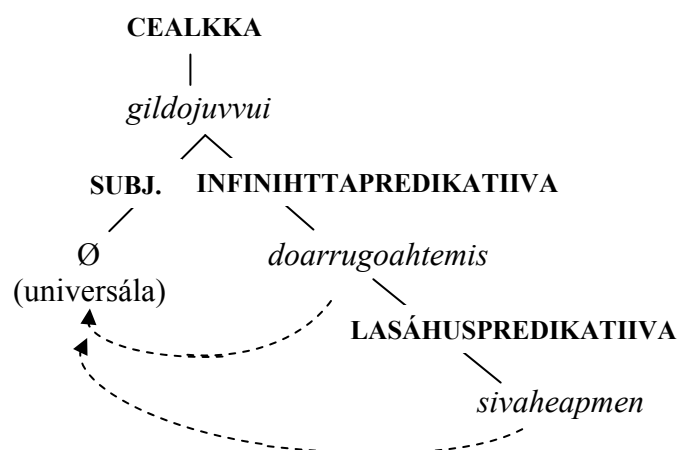 CEALKKA
gildojuvvui
SUBJ. INFINIHTTAPREDIKATIIVA
Ø doarrugoahtemis
(universála)
LASÁHUSPREDIKATIIVA
sivaheapmen